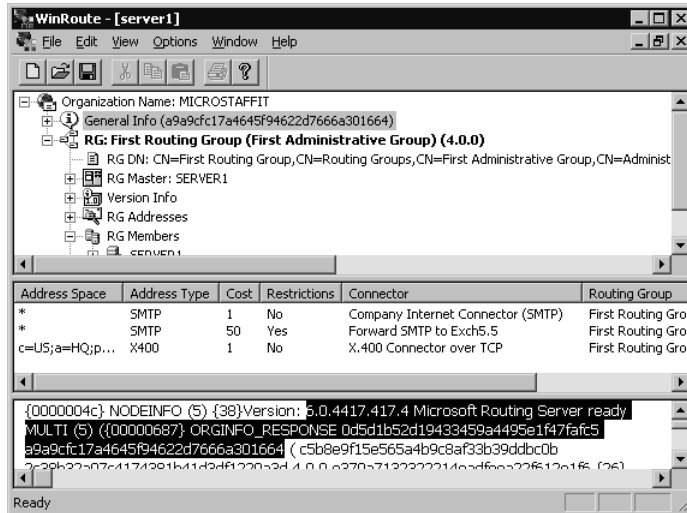 WinRoute - [server1]
File Edit View Options Window Help
Organization Name: MICROSTAFFIT
General Info (a9a9cfc17a4645f94622d7666a301664)
RG: First Routing Group (First Administrative Group) (4.0.0)
RG DN: CN=First Routing Group,CN=Routing Groups,CN=First Administrative Group,CN=Administ
RG Master: SERVER1
Version Info
RG Addresses
RG Members
SERVER1
Address Space Address Type Cost Restrictions Connector Routing Group
* SMTP 1 No Company Internet Connector (SMTP) First Routing Gro
* SMTP 50 Yes Forward SMTP to Exch5.5 First Routing Gro
c=US;a=HQ;p... X400 1 No X.400 Connector over TCP First Routing Gro
{0000004c} NODEINFO (5) {38}Version: 6.0.4417.417.4 Microsoft Routing Server ready
MULTI (5) ({00000687} ORGINFO_RESPONSE 0d5d1b52d19433459a4495e1f47fafc5
a9a9cfc17a4645f94622d7666a301664 ( c5b8e9f15e565a4b9c8af33b39ddbc0b
Ready